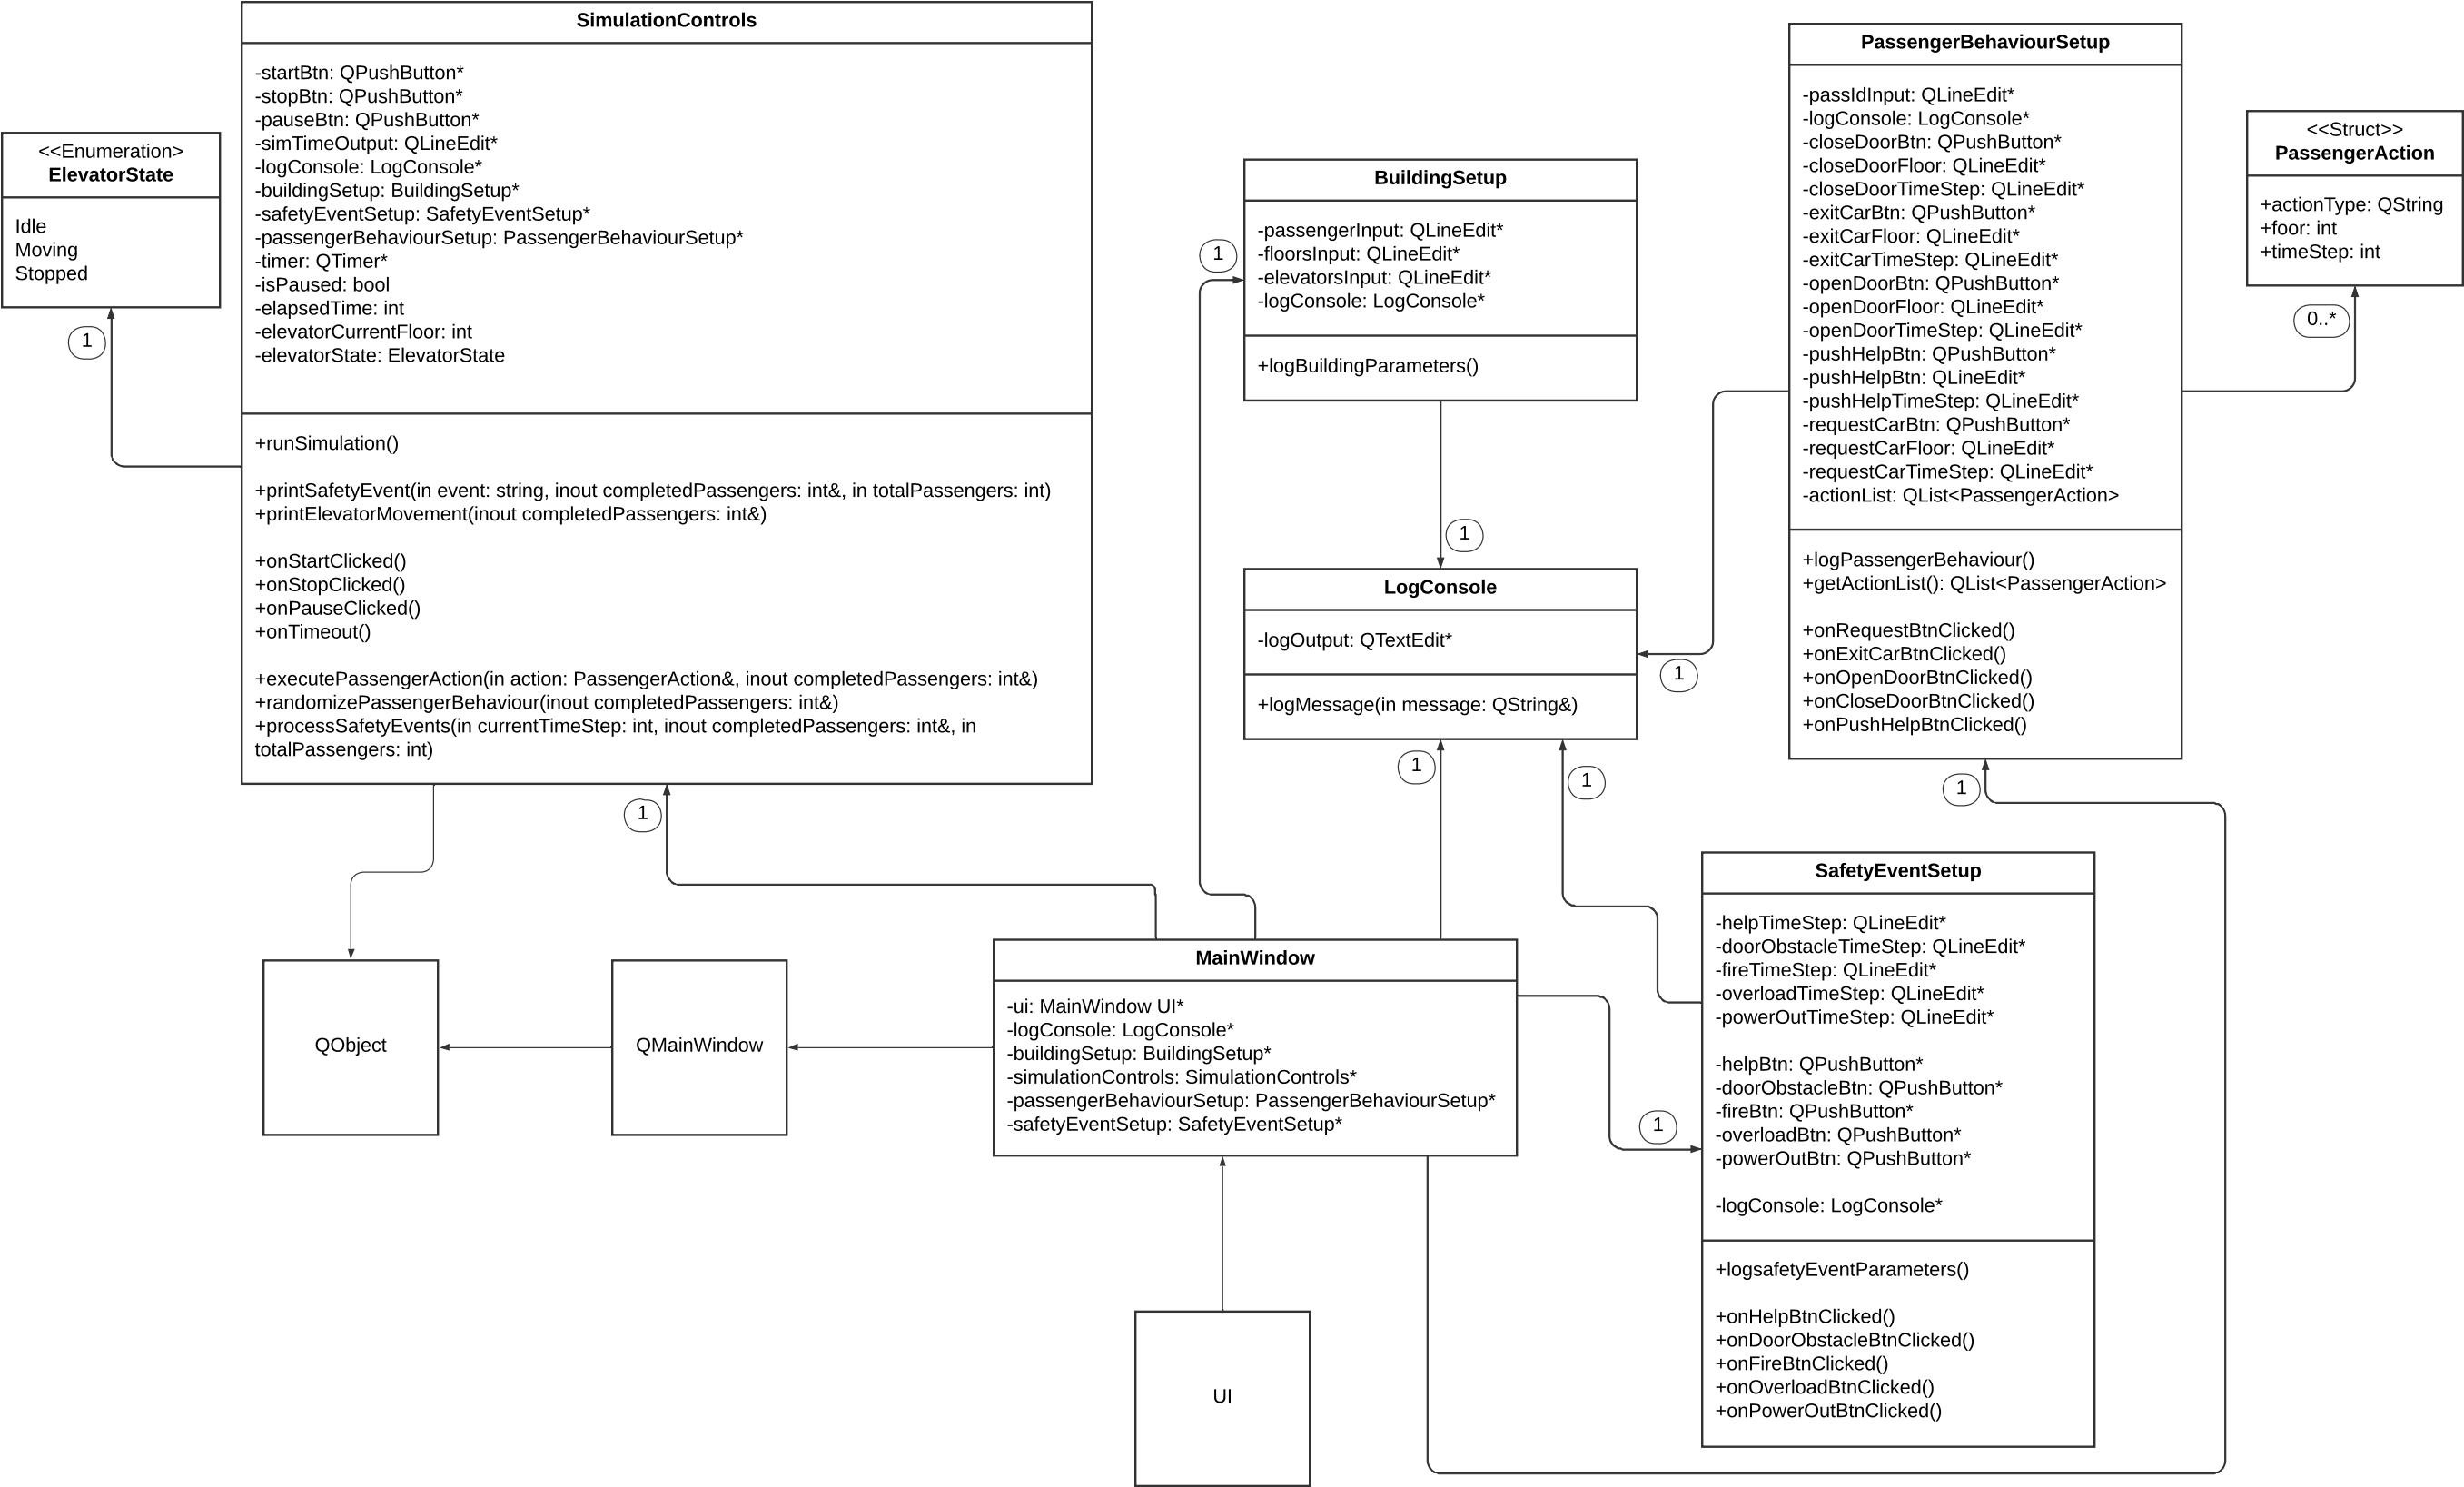 SimulationControls
-startBtn: QPushButton*
-stopBtn: QPushButton*
-pauseBtn: QPushButton*
-simTimeOutput: QLineEdit*
-logConsole: LogConsole*
-buildingSetup: BuildingSetup*
-safetyEventSetup: SafetyEventSetup*
-passengerBehaviourSetup: PassengerBehaviourSetup*
-timer: QTimer*
-isPaused: bool
-elapsedTime: int
-elevatorCurrentFloor: int
-elevatorState: ElevatorState
+runSimulation()
+printSafetyEvent(in event: string, inout completedPassengers: int&, in totalPassengers: int)
+printElevatorMovement(inout completedPassengers: int&)
+onStartClicked()
+onStopClicked()
+onPauseClicked()
+onTimeout()
+executePassengerAction(in action: PassengerAction&, inout completedPassengers: int&)
+randomizePassengerBehaviour(inout completedPassengers: int&)
+processSafetyEvents(in currentTimeStep: int, inout completedPassengers: int&, in
totalPassengers: int)
<<Enumeration>
ElevatorState
Idle
Moving
Stopped
1
1
BuildingSetup
-passengerInput: QLineEdit*
-floorsInput: QLineEdit*
-elevatorsInput: QLineEdit*
-logConsole: LogConsole*
+logBuildingParameters()
1
1
LogConsole
-logOutput: QTextEdit*
+logMessage(in message: QString&)
1
1
1
PassengerBehaviourSetup
-passIdInput: QLineEdit*
-logConsole: LogConsole*
-closeDoorBtn: QPushButton*
-closeDoorFloor: QLineEdit*
-closeDoorTimeStep: QLineEdit*
-exitCarBtn: QPushButton*
-exitCarFloor: QLineEdit*
-exitCarTimeStep: QLineEdit*
-openDoorBtn: QPushButton*
-openDoorFloor: QLineEdit*
-openDoorTimeStep: QLineEdit*
-pushHelpBtn: QPushButton*
-pushHelpBtn: QLineEdit*
-pushHelpTimeStep: QLineEdit*
-requestCarBtn: QPushButton*
-requestCarFloor: QLineEdit*
-requestCarTimeStep: QLineEdit*
-actionList: QList<PassengerAction>
+logPassengerBehaviour()
+getActionList(): QList<PassengerAction>
+onRequestBtnClicked()
+onExitCarBtnClicked()
+onOpenDoorBtnClicked()
+onCloseDoorBtnClicked()
+onPushHelpBtnClicked()
1
<<Struct>>
PassengerAction
+actionType: QString
+foor: int
+timeStep: int
0..*
SafetyEventSetup
-helpTimeStep: QLineEdit*
-doorObstacleTimeStep: QLineEdit*
-fireTimeStep: QLineEdit*
-overloadTimeStep: QLineEdit*
-powerOutTimeStep: QLineEdit*
-helpBtn: QPushButton*
-doorObstacleBtn: QPushButton*
-fireBtn: QPushButton*
-overloadBtn: QPushButton*
-powerOutBtn: QPushButton*
-logConsole: LogConsole*
+logsafetyEventParameters()
+onHelpBtnClicked()
+onDoorObstacleBtnClicked()
+onFireBtnClicked()
+onOverloadBtnClicked()
+onPowerOutBtnClicked()
1
QObject
QMainWindow
MainWindow
-ui: MainWindow UI*
-logConsole: LogConsole*
-buildingSetup: BuildingSetup*
-simulationControls: SimulationControls*
-passengerBehaviourSetup: PassengerBehaviourSetup*
-safetyEventSetup: SafetyEventSetup*
UI